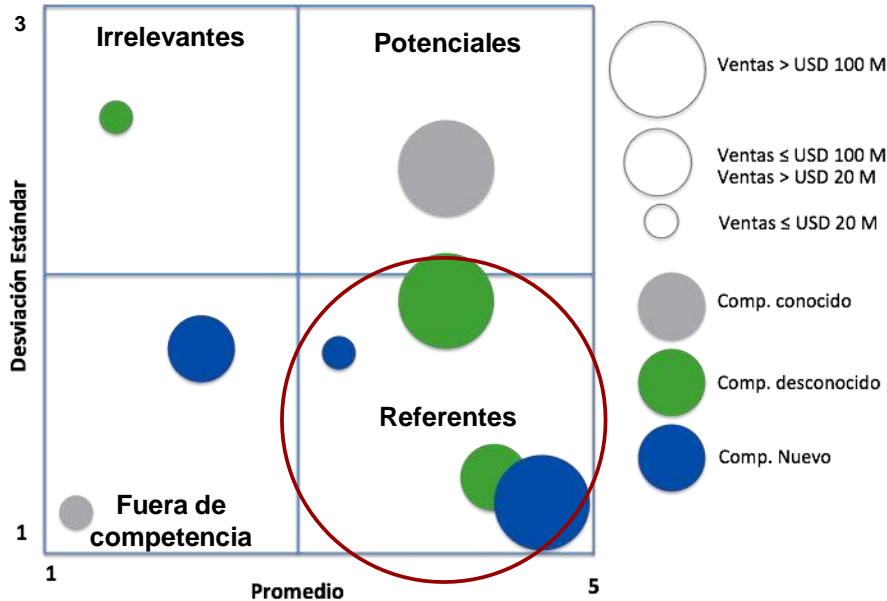 3
Irrelevantes
Potenciales
Ventas > USD 100 M
Ventas ≤ USD 100 M
Ventas > USD 20 M
Ventas ≤ USD 20 M
Desviación Estándar
Comp. conocido
Comp. desconocido
Referentes
Comp. Nuevo
Fuera de
competencia
1
1
Promedio
5